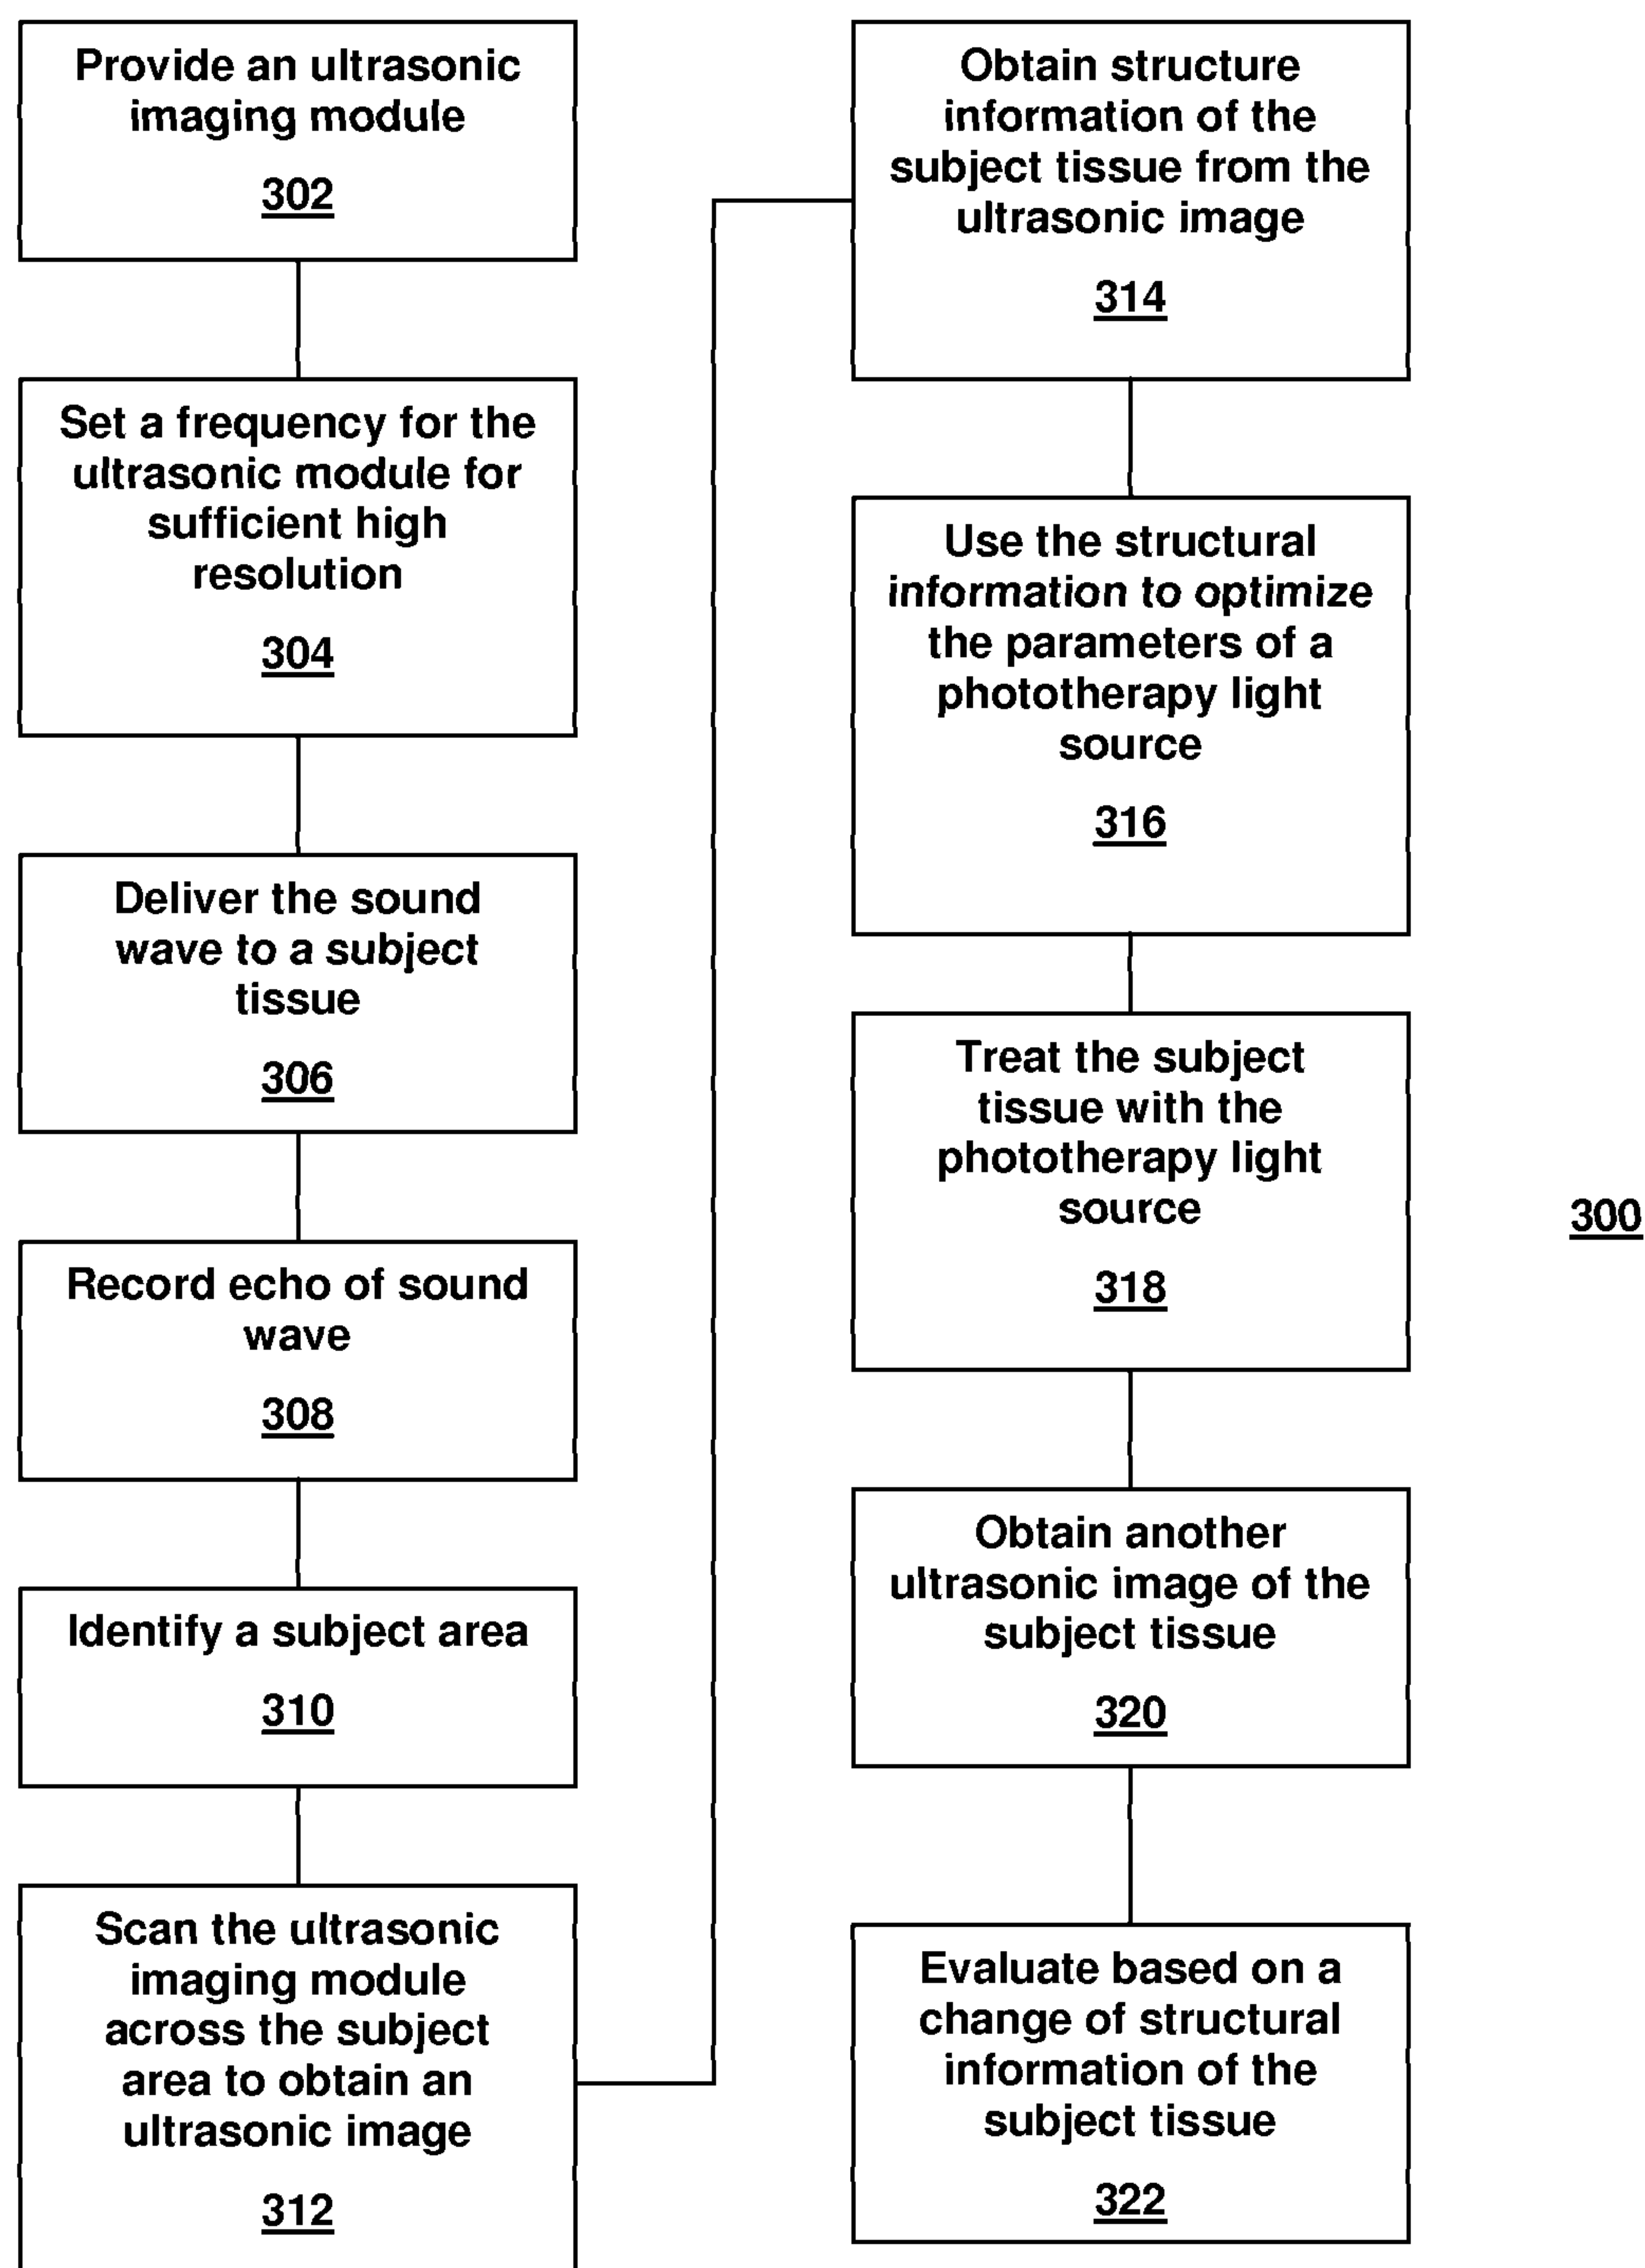 Provide an ultrasonic
imaging module
302
Set a frequency for the
ultrasonic module for
sufficient high
resolution
304
Deliver the sound
wave to a subject
tissue
306
Record echo of sound
wave
308
Identify a subject area
310
Scan the ultrasonic
imaging module
across the subject
area to obtain an
ultrasonic image
312
Obtain structure
information of the
subject tissue from the
ultrasonic image
314
Use the structural
information to optimize
the parameters of a
phototherapy light
source
316
Treat the subject
tissue with the
phototherapy light
source
318
Obtain another
ultrasonic image of the
subject tissue
320
Evaluate based on a
change of structural
information of the
subject tissue
322
300